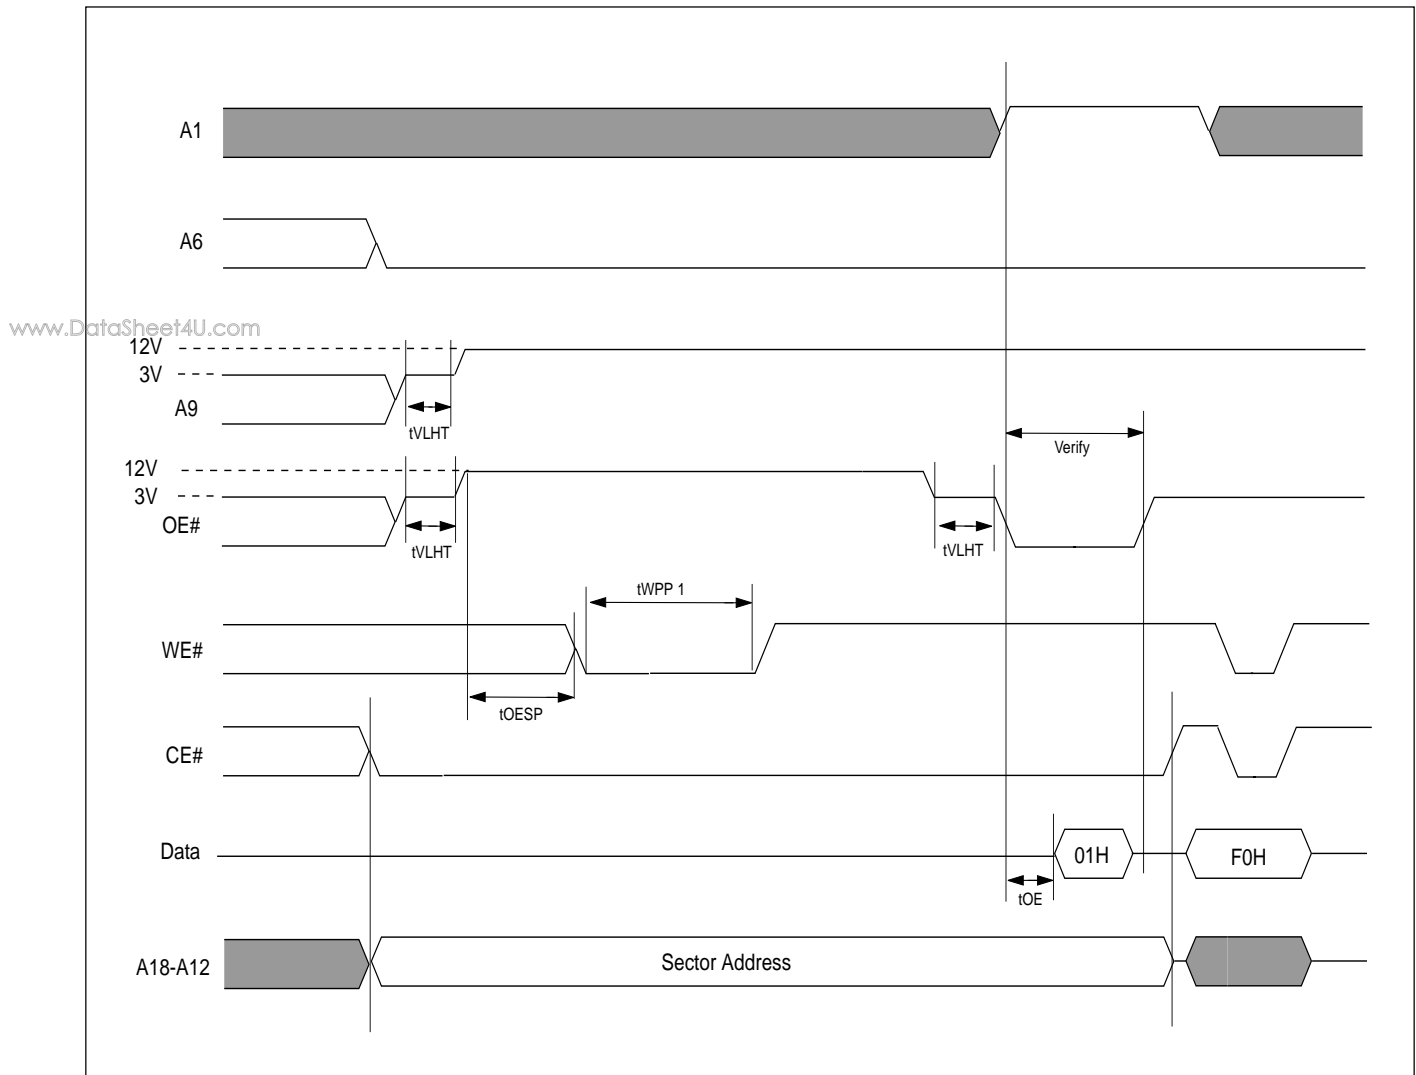 A1
A6
www.DataSheet4U.com
12V
3V
A9
tVLHT
Verify
12V
3V
OE#
tVLHT
tVLHT
tWPP 1
WE#
tOESP
CE#
Data
01H
F0H
tOE
A18-A12
Sector Address